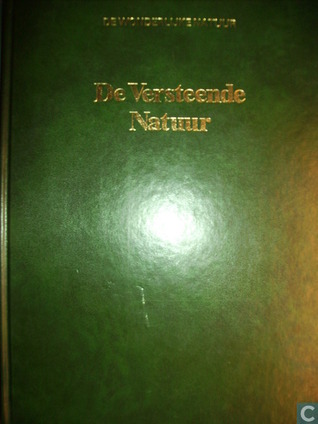 DE WONDERLIJKE NATUUR
De Versteende
Natuur
C